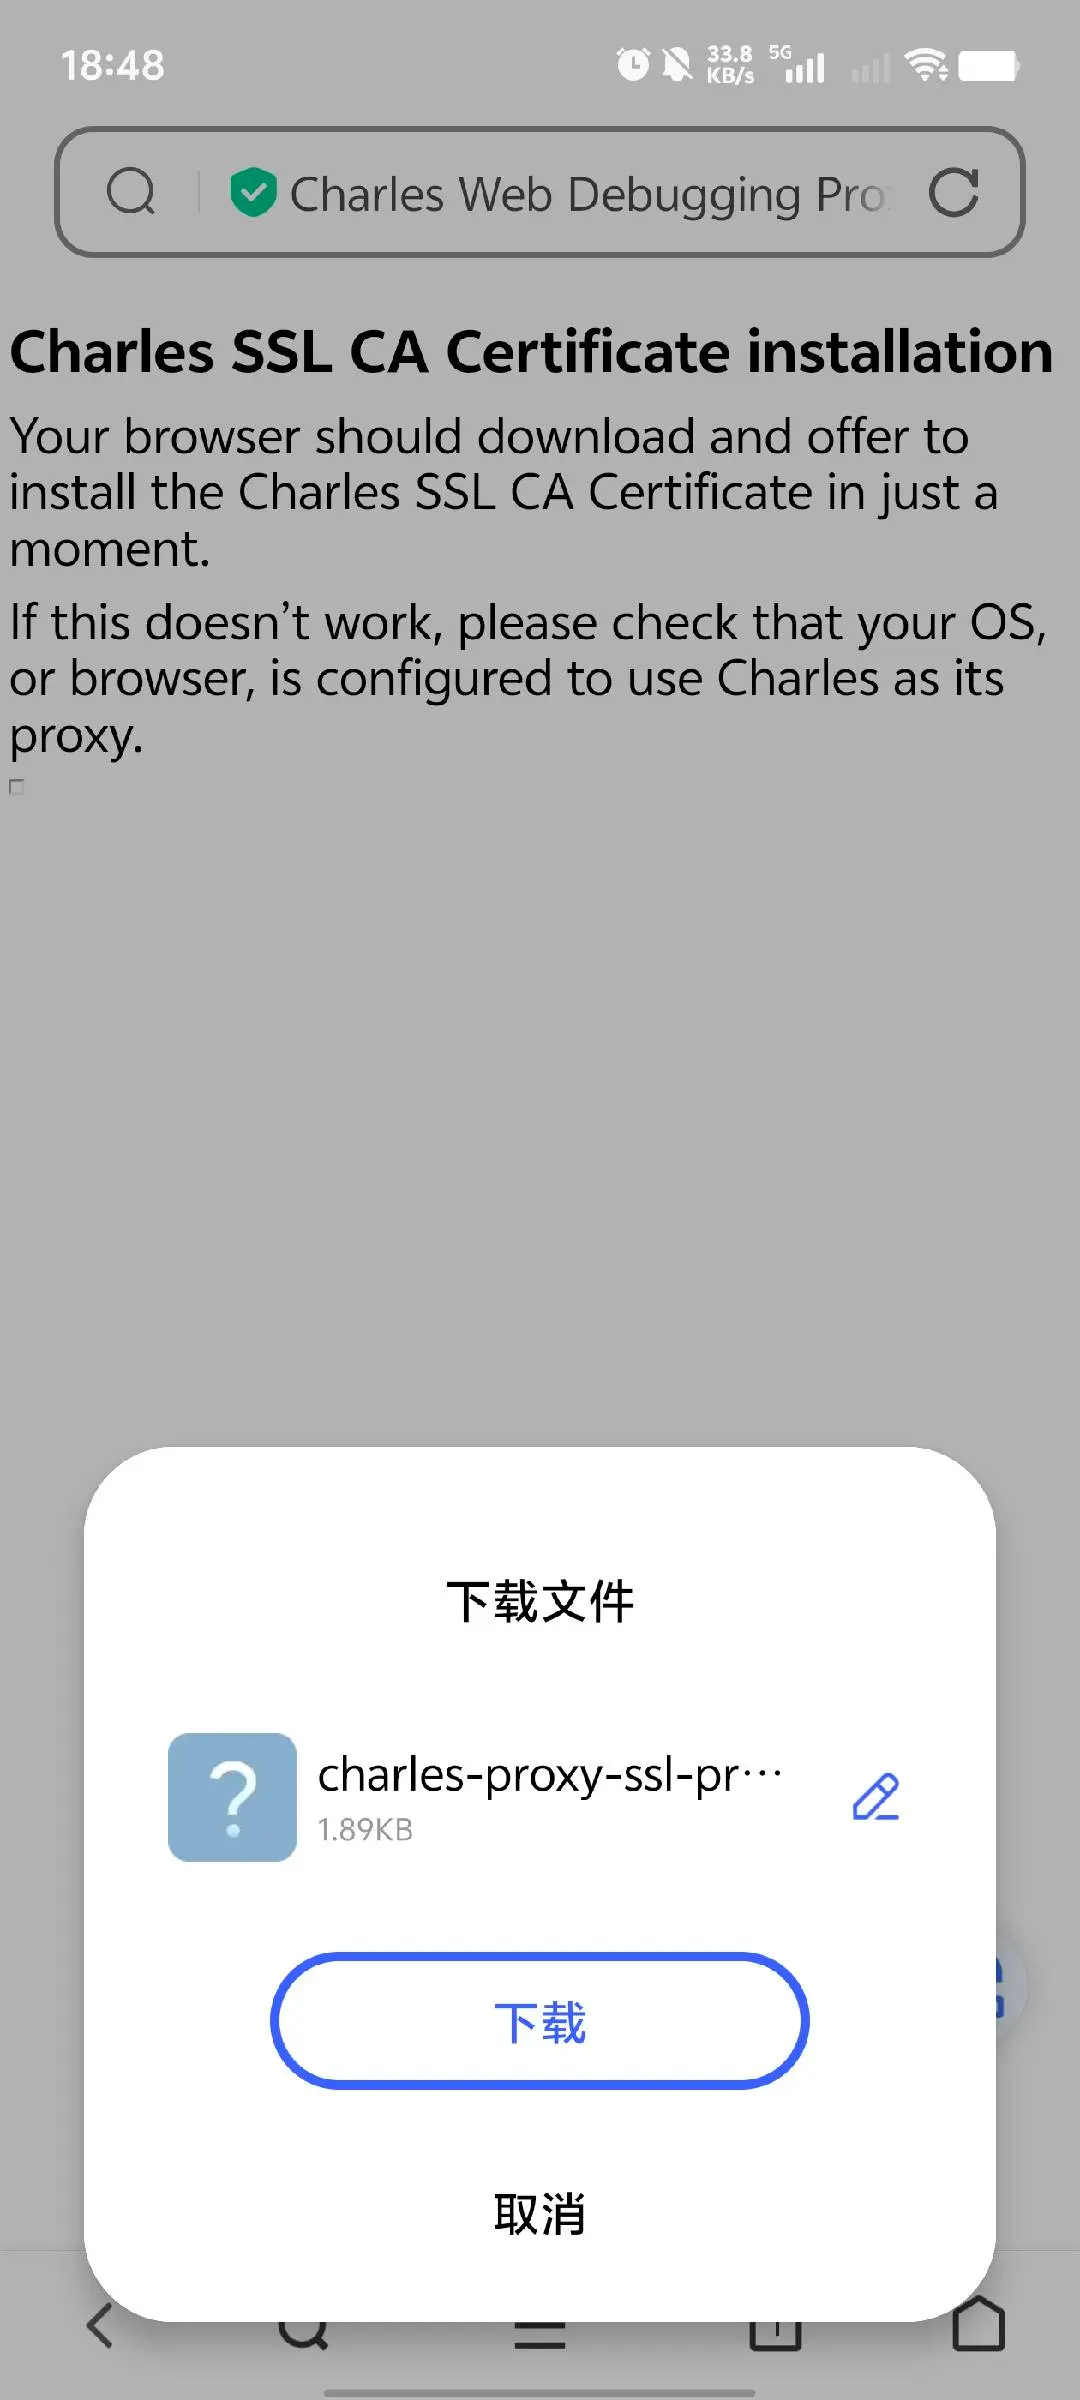 18:48
33.8
KB/s
5G
Charles Web Debugging Pro
Charles SSL CA Certificate installation
Your browser should download and offer to
install the Charles SSL CA Certificate in just a
moment.
If this doesn't work, please check that your OS,
or browser, is configured to use Charles as its
proxy.
下载文件
?
charles-proxy-ssl-pr…
1.89KB
下载
取消
1